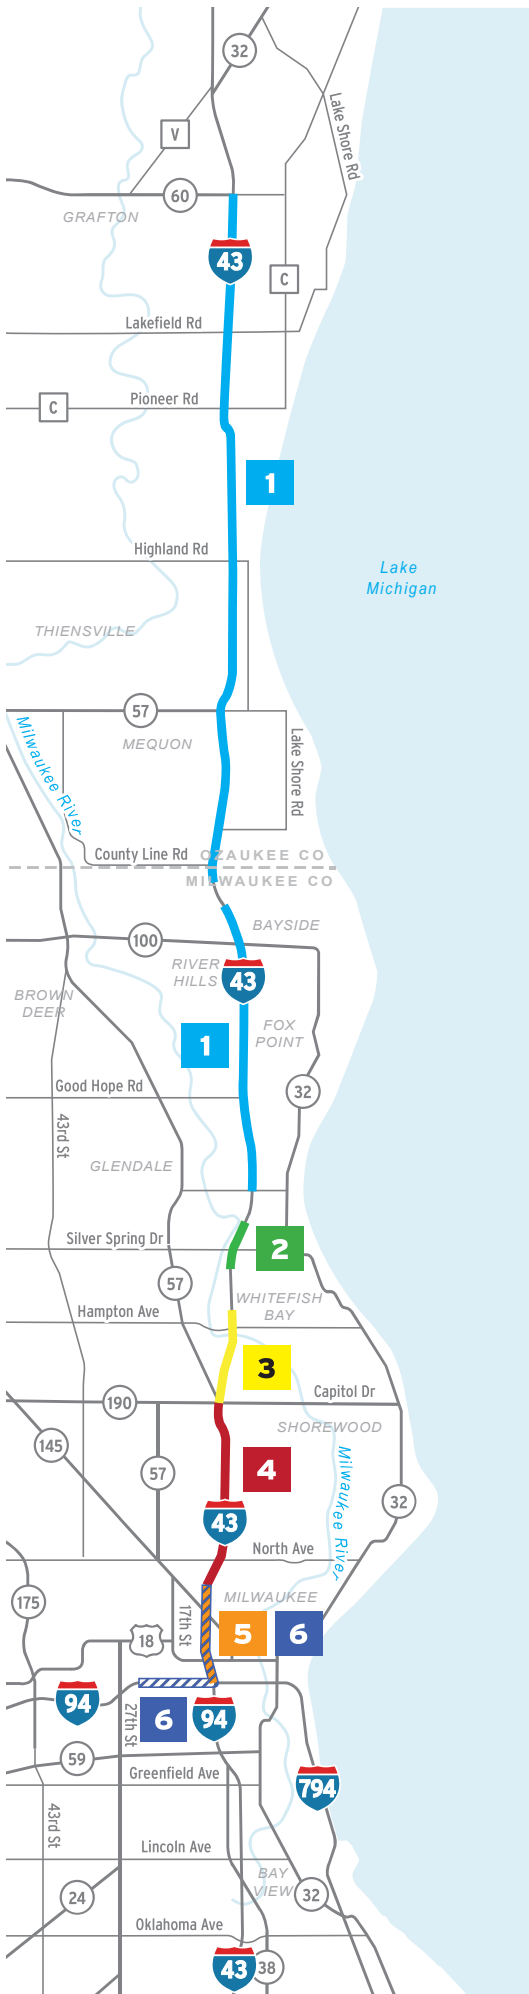 32
Lake Shore Rd
V
60
GRAFTON
43
C
Lakefield Rd
Pioneer Rd
C
1
Highland Rd
Lake
Michigan
THIENSVILLE
57
Milwaukee River
MEQUON
Lake Shore Rd
County Line Rd
OZAUKEE CO
MILWAUKEE CO
BAYSIDE
100
RIVER
HILLS
43
BROWN
DEER
FOX
POINT
1
Good Hope Rd
32
43rd St
GLENDALE
Silver Spring Dr
2
57
WHITEFISH
BAY
Hampton Ave
3
Capitol Dr
190
SHOREWOOD
145
57
4
Milwaukee River
32
43
North Ave
175
MILWAUKEE
17th St
18
5
6
94
27th St
6
94
59
Greenfield Ave
794
43rd St
Lincoln Ave
BAY
VIEW
24
32
Oklahoma Ave
43
38